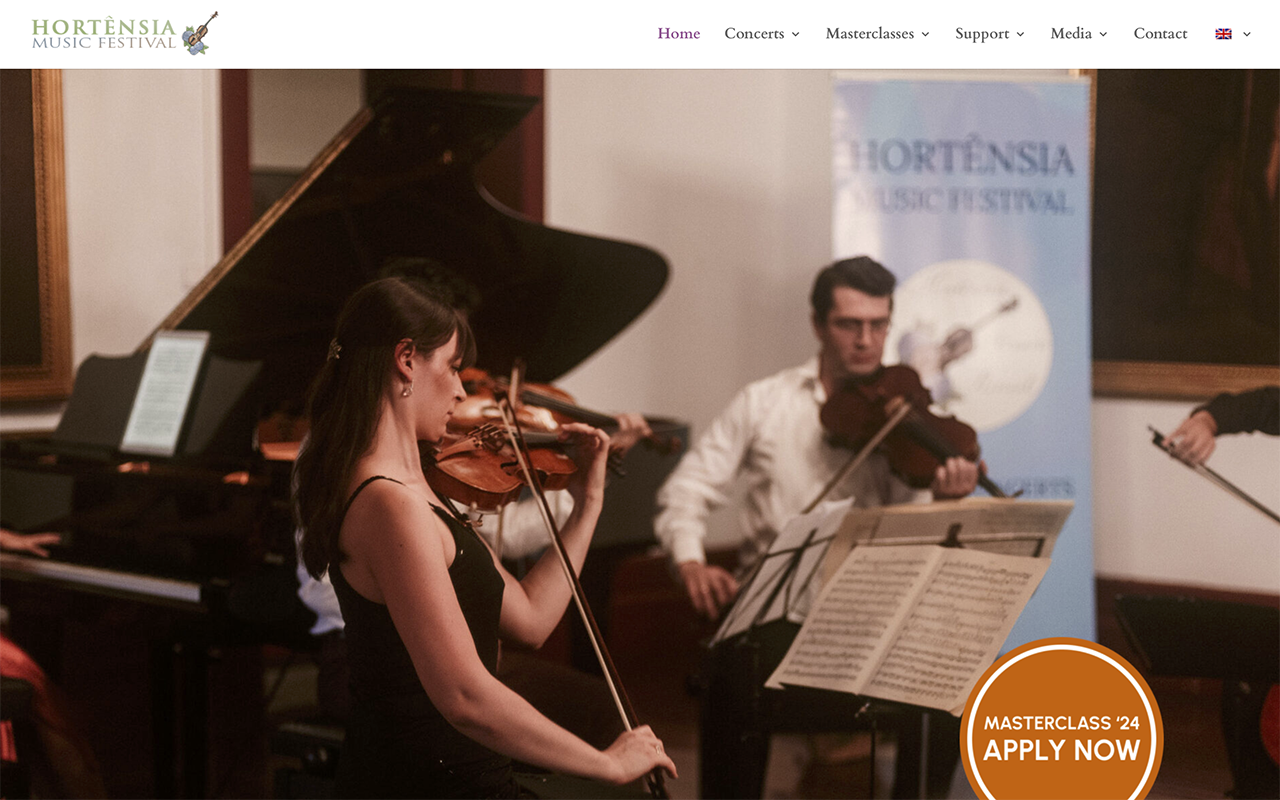 HORTÊNSIA
MUSIC FESTIVAL
Home
Concerts
Masterclasses
Support
Media
Contact
HORTÊNSIA
MUSIC FESTIVAL
MASTERCLASS ‘24
APPLY NOW